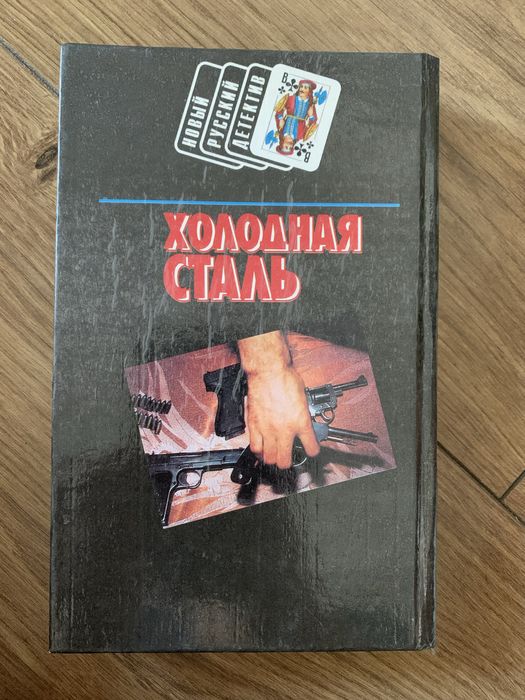 НОВЫЙ
РУССКИЙ
ДЕТЕКТИВ
В
В
ХОЛОДНАЯ
СТАЛЬ